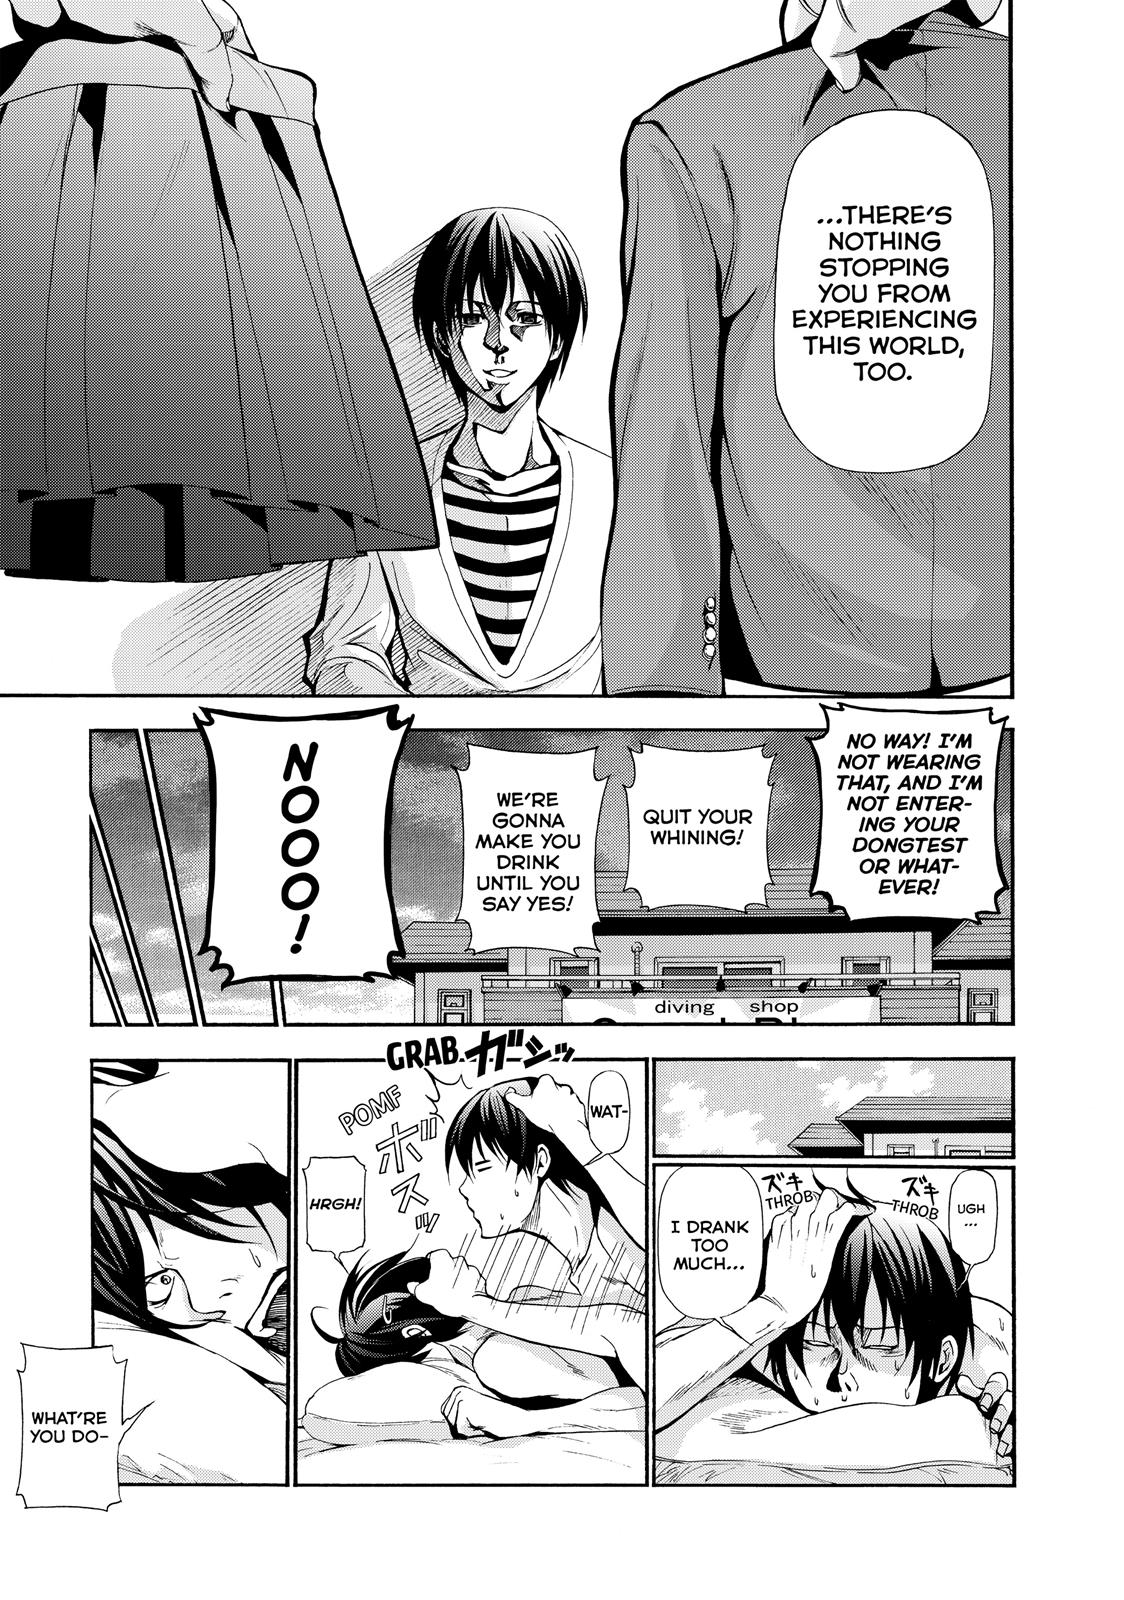 ...THERE'S
NOTHING
STOPPING
YOU FROM
EXPERIENCING
THIS WORLD,
TOO.
NO WAY! I'M
NOT WEARING
THAT, AND I'M
NOT ENTER-
ING YOUR
DONGTEST
OR WHAT-
EVER!
QUIT YOUR
WHINING!
WE'RE
GONNA
MAKE YOU
DRINK
UNTIL YOU
SAY YES!
NOOO!
diving shop
UGH
...
ズキ
THROB
ズキ
THROB
I DRANK
TOO
MUCH...
GRAB
ガシッ
WAT-
POMF
ボスッ
HRGH!
WHAT'RE
YOU DO-